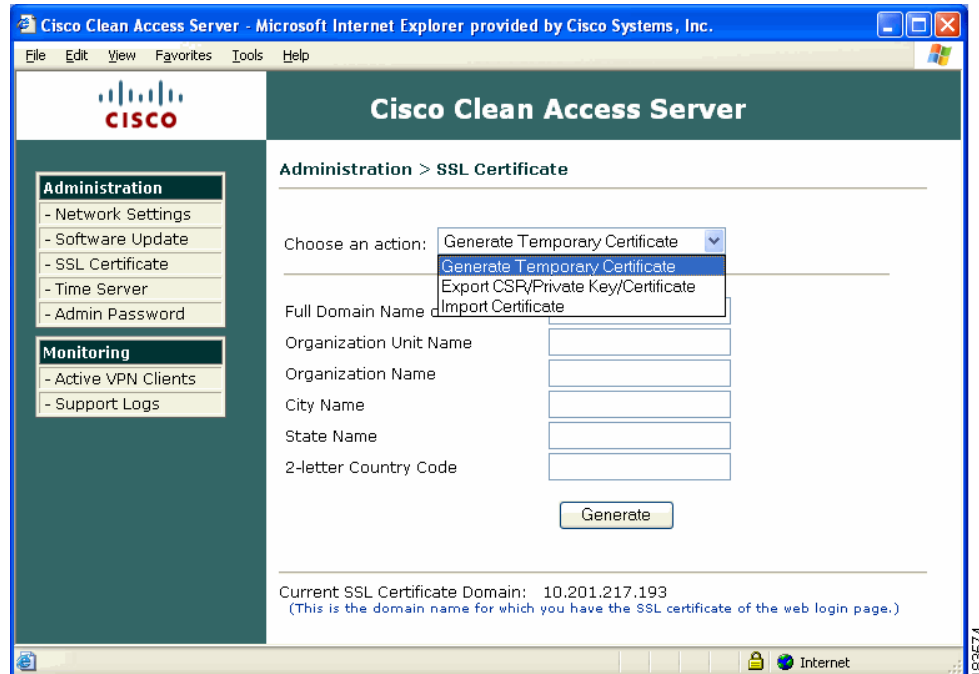 Cisco Clean Access Server - Microsoft Internet Explorer provided by Cisco Systems, Inc.
File Edit View Favorites Tools Help
CISCO
Cisco Clean Access Server
Administration > SSL Certificate
Administration
- Network Settings
- Software Update
- SSL Certificate
- Time Server
- Admin Password
Monitoring
- Active VPN Clients
- Support Logs
Choose an action: Generate Temporary Certificate
Generate Temporary Certificate
Export CSR/Private Key/Certificate
Import Certificate
Full Domain Name
Organization Unit Name
Organization Name
City Name
State Name
2-letter Country Code
Generate
Current SSL Certificate Domain: 10.201.217.193
(This is the domain name for which you have the SSL certificate of the web login page.)
Internet